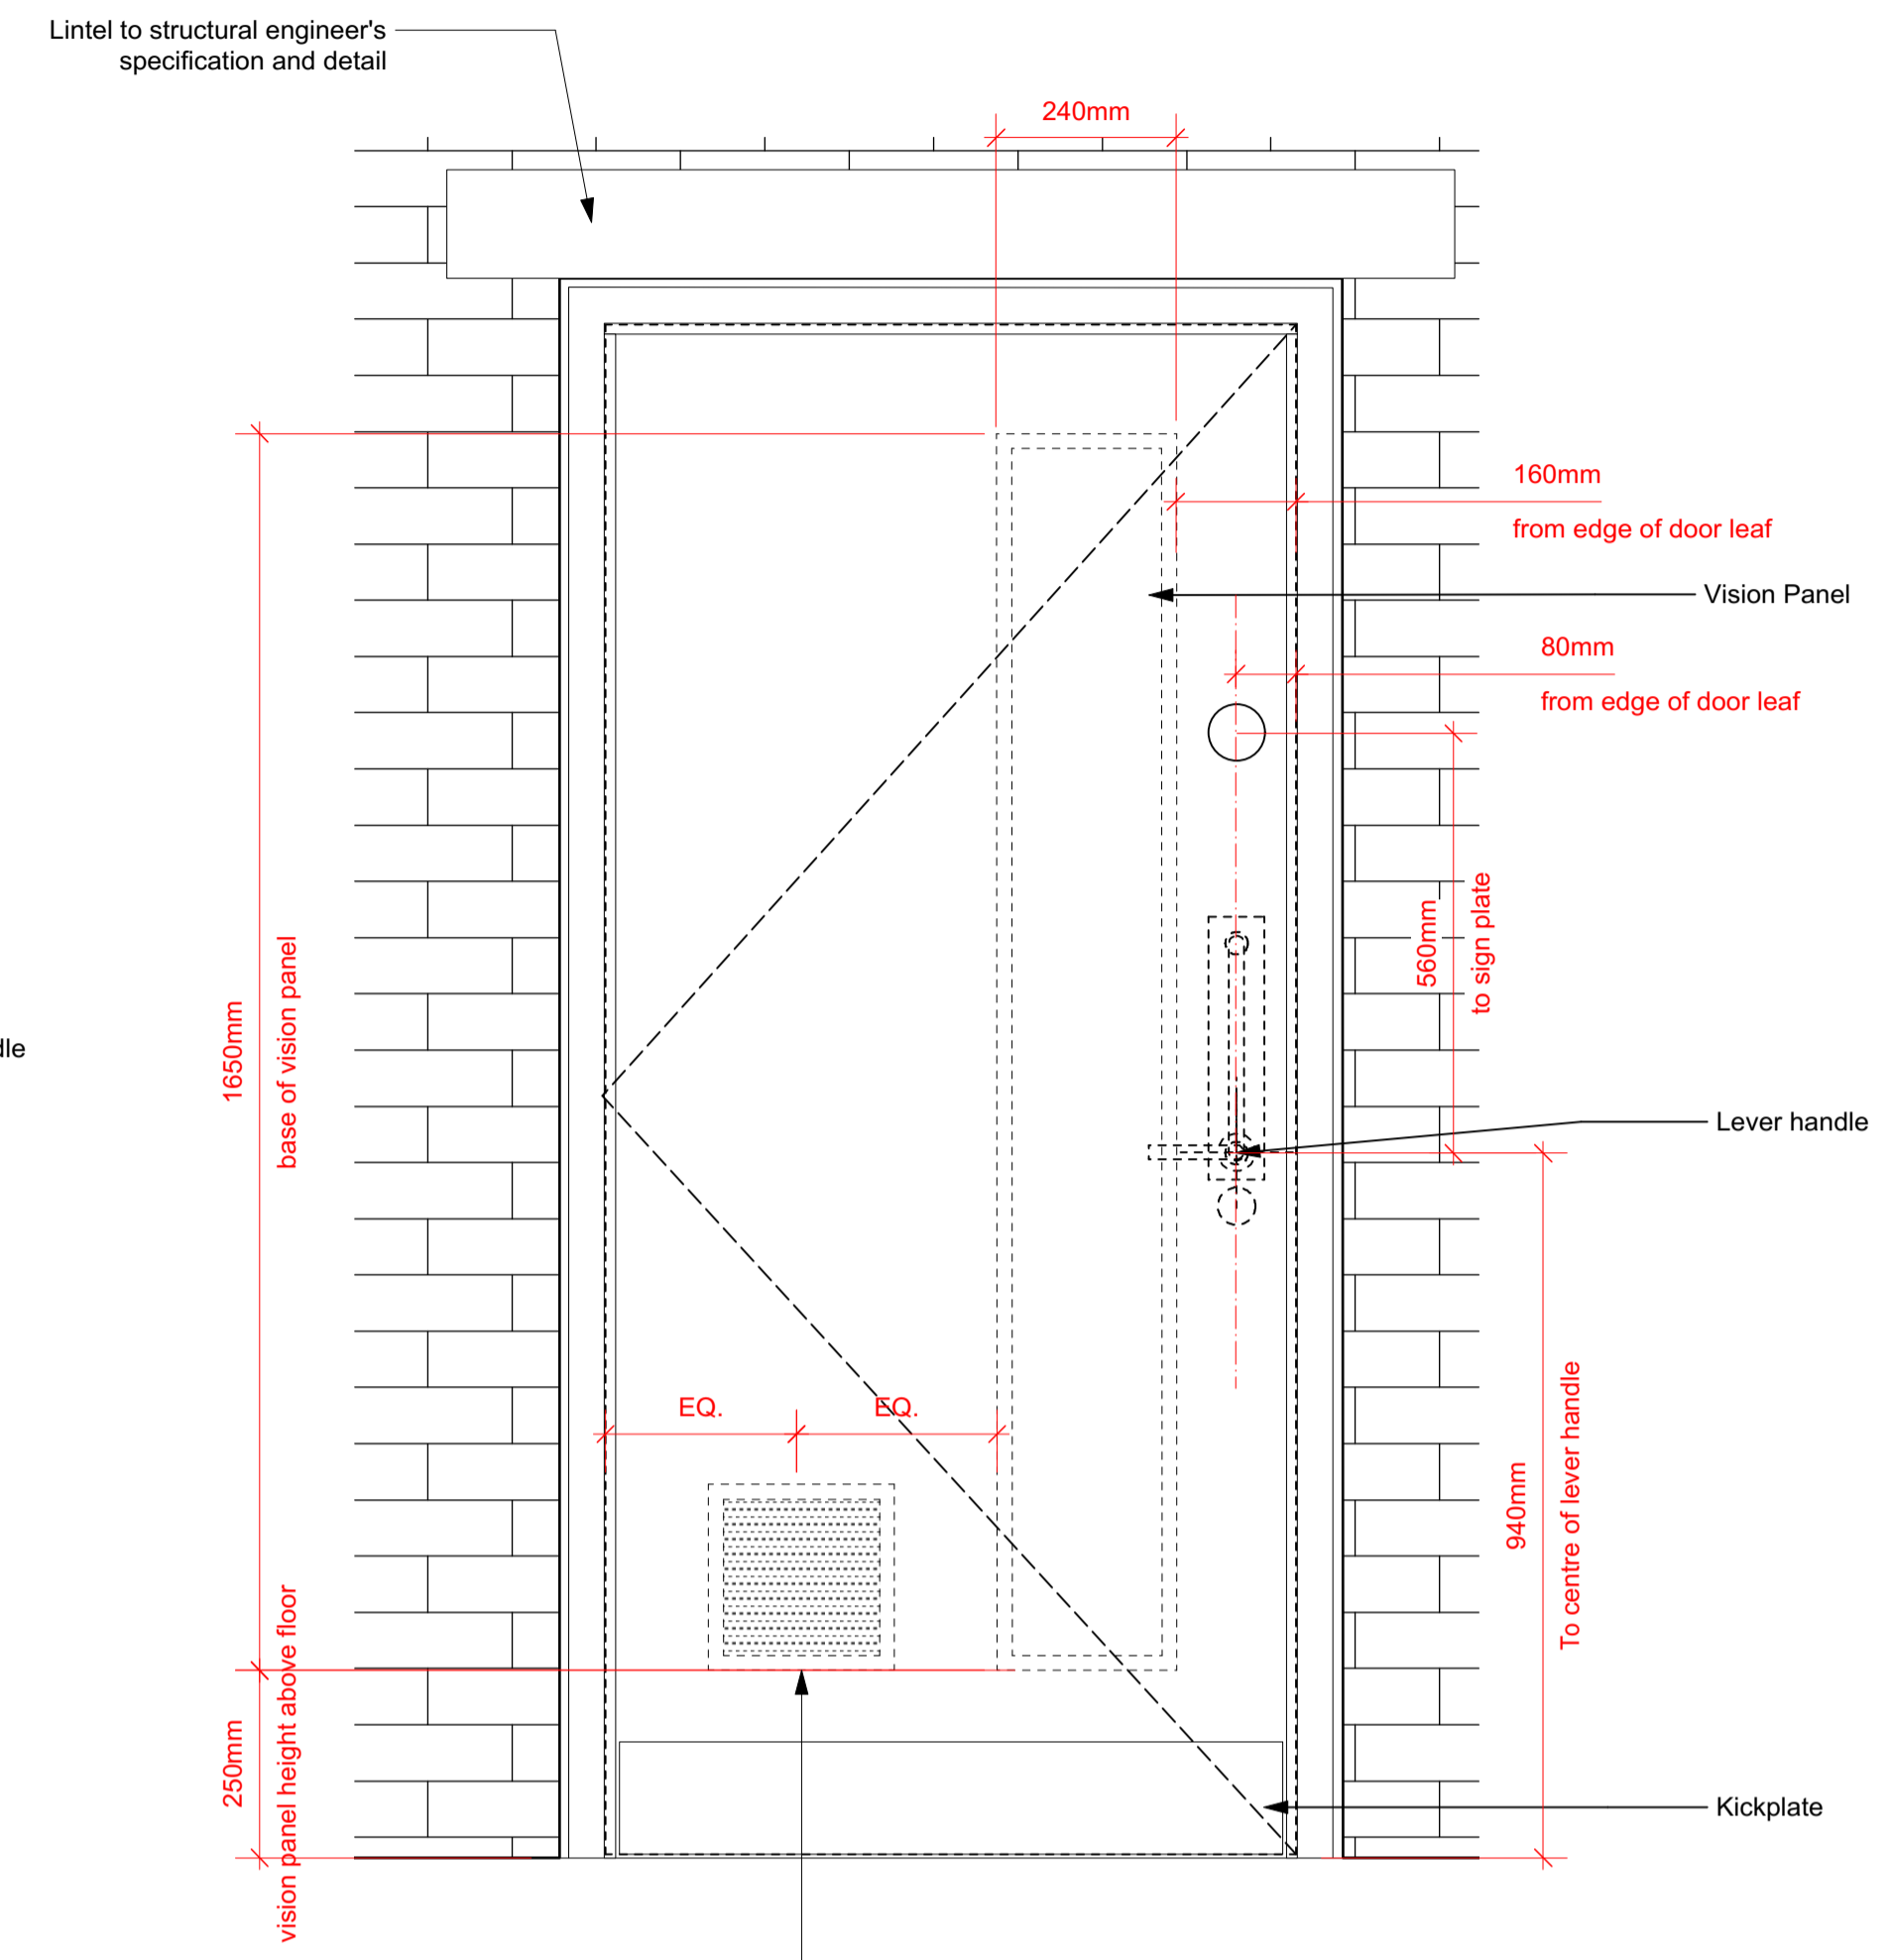 Lintel to structural engineer's
specification and detail
240mm
160mm
from edge of door leaf
Vision Panel
80mm
from edge of door leaf
560mm
to sign plate
1650mm
base of vision panel
dle
Lever handle
EQ.
EQ.
940mm
To centre of lever handle
250mm
vision panel height above floor
Kickplate